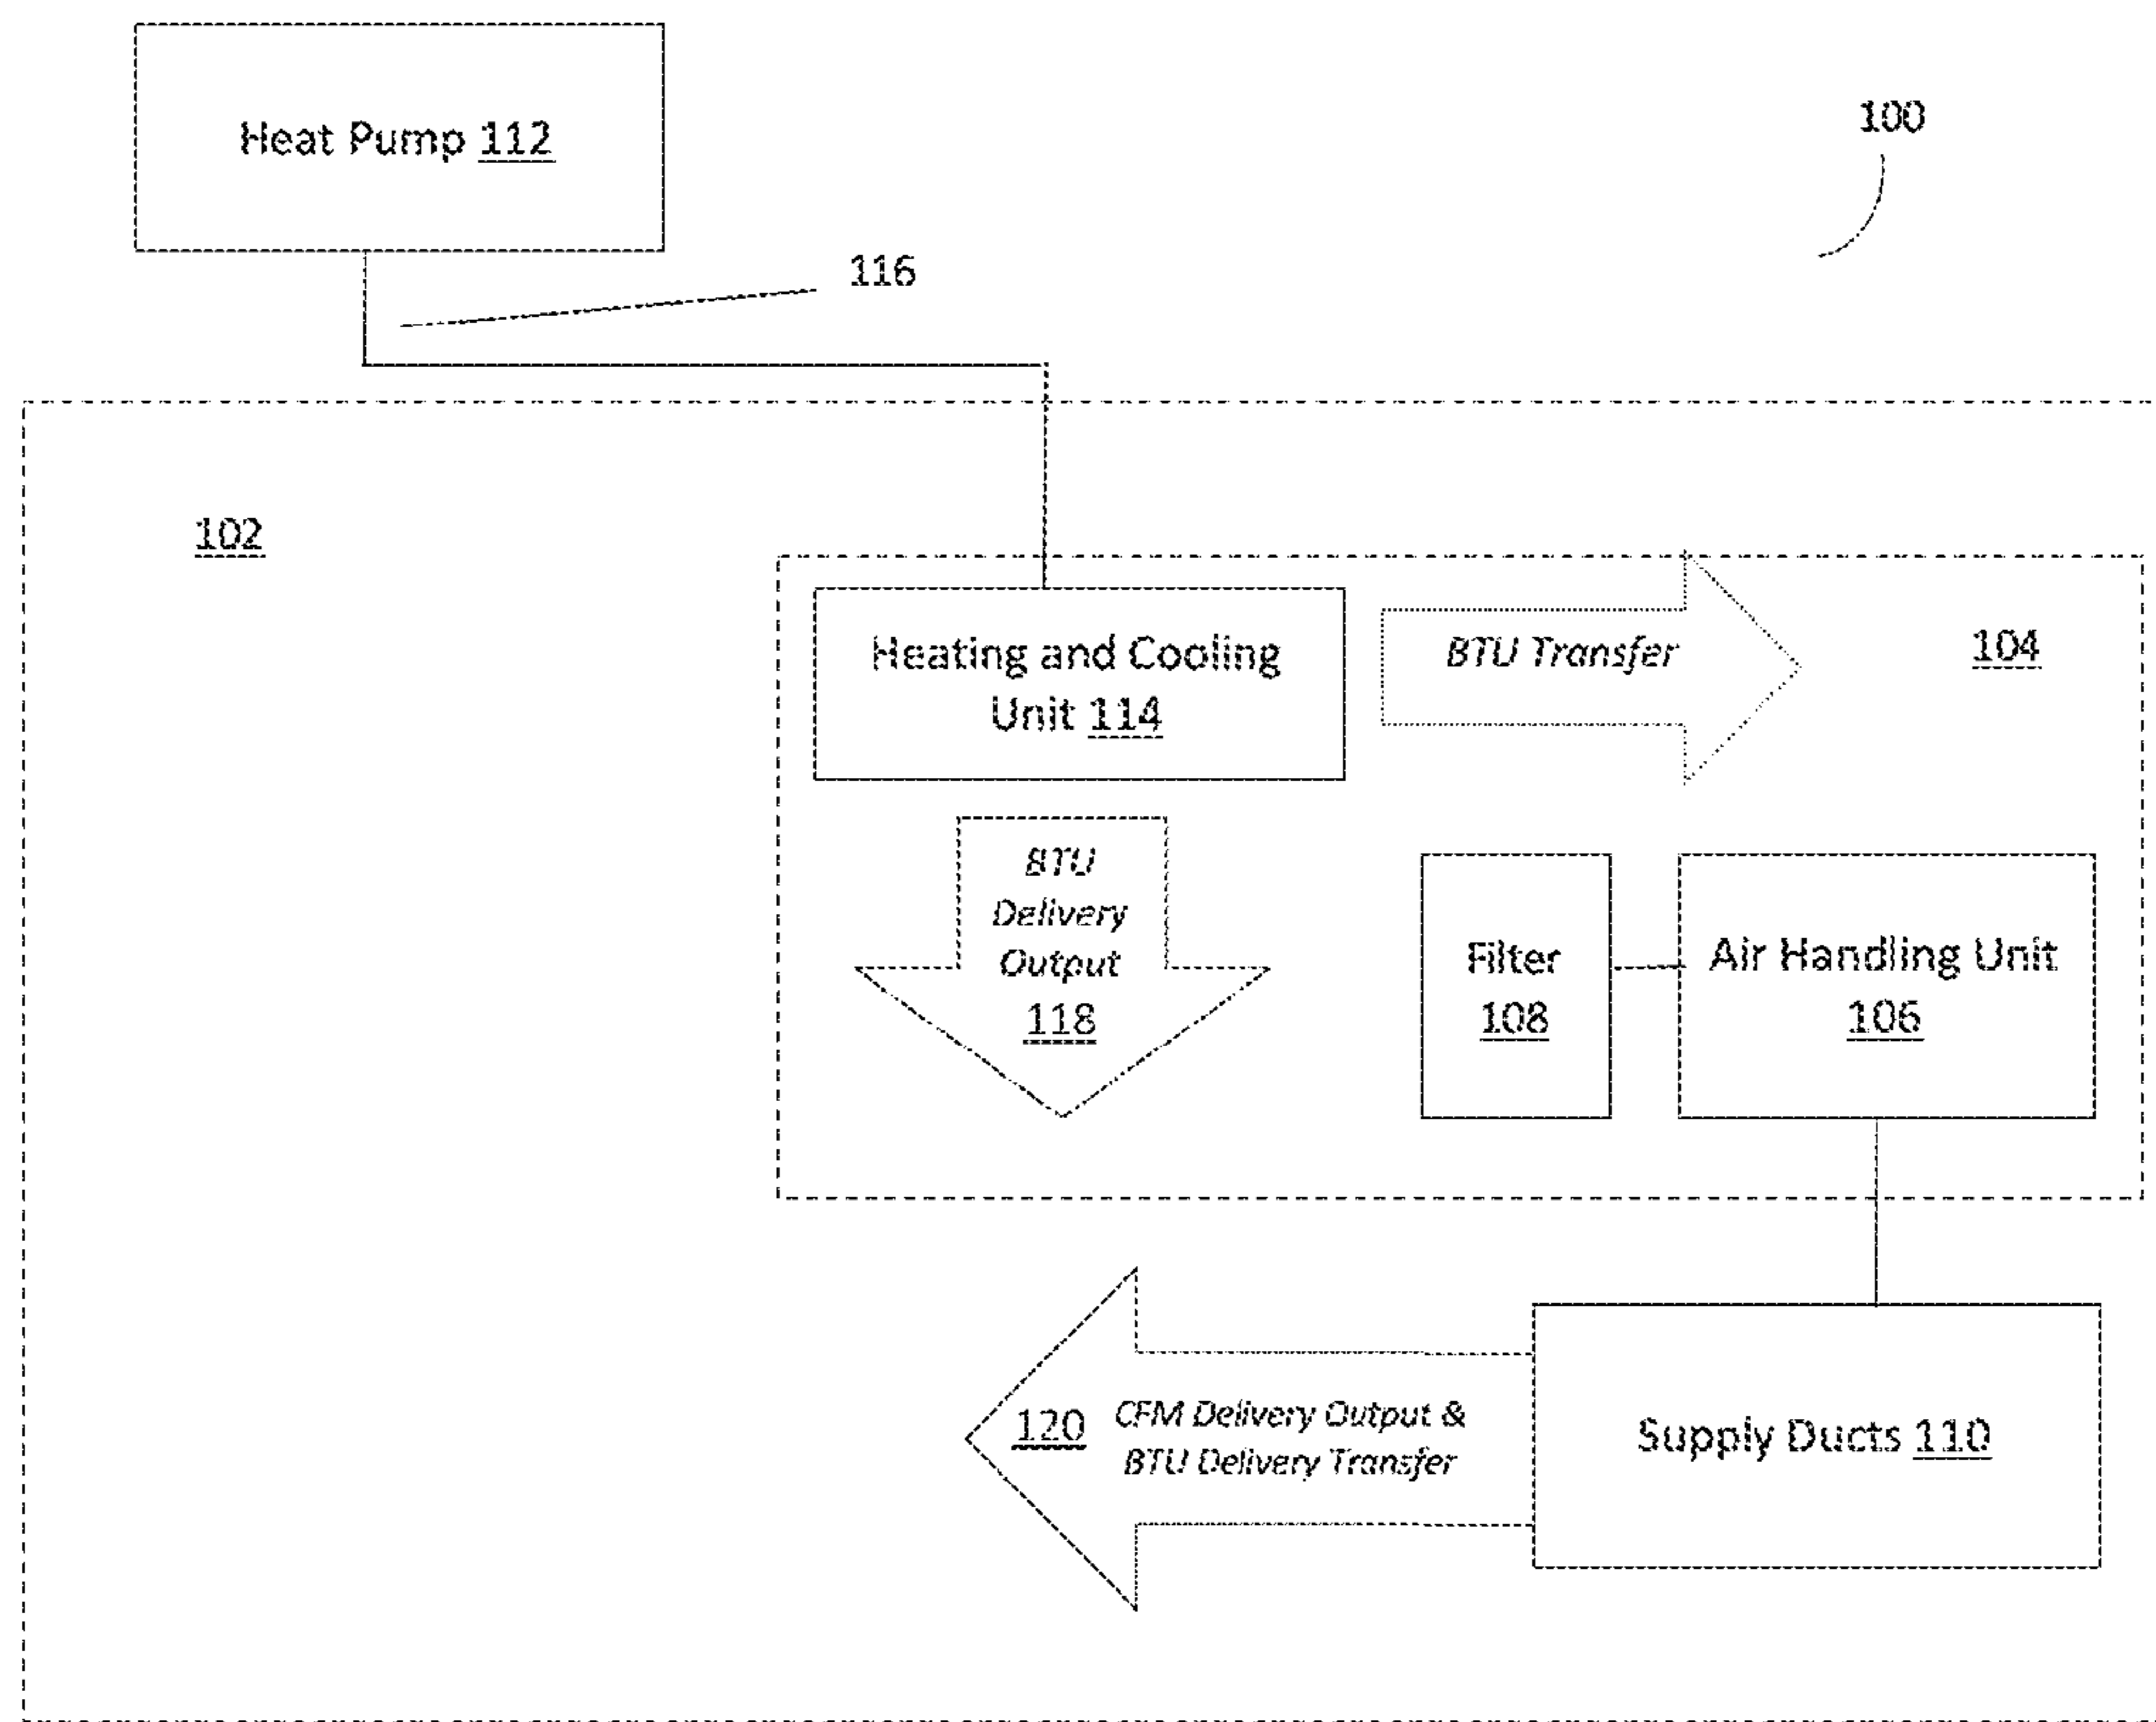 Heat Pump 112
100
116
102
Heating and Cooling
Unit 114
BTU Transfer
104
BTU
Delivery
Output
118
Filter
108
Air Handling Unit
106
120
CFM Delivery Output &
BTU Delivery Transfer
Supply Ducts 110